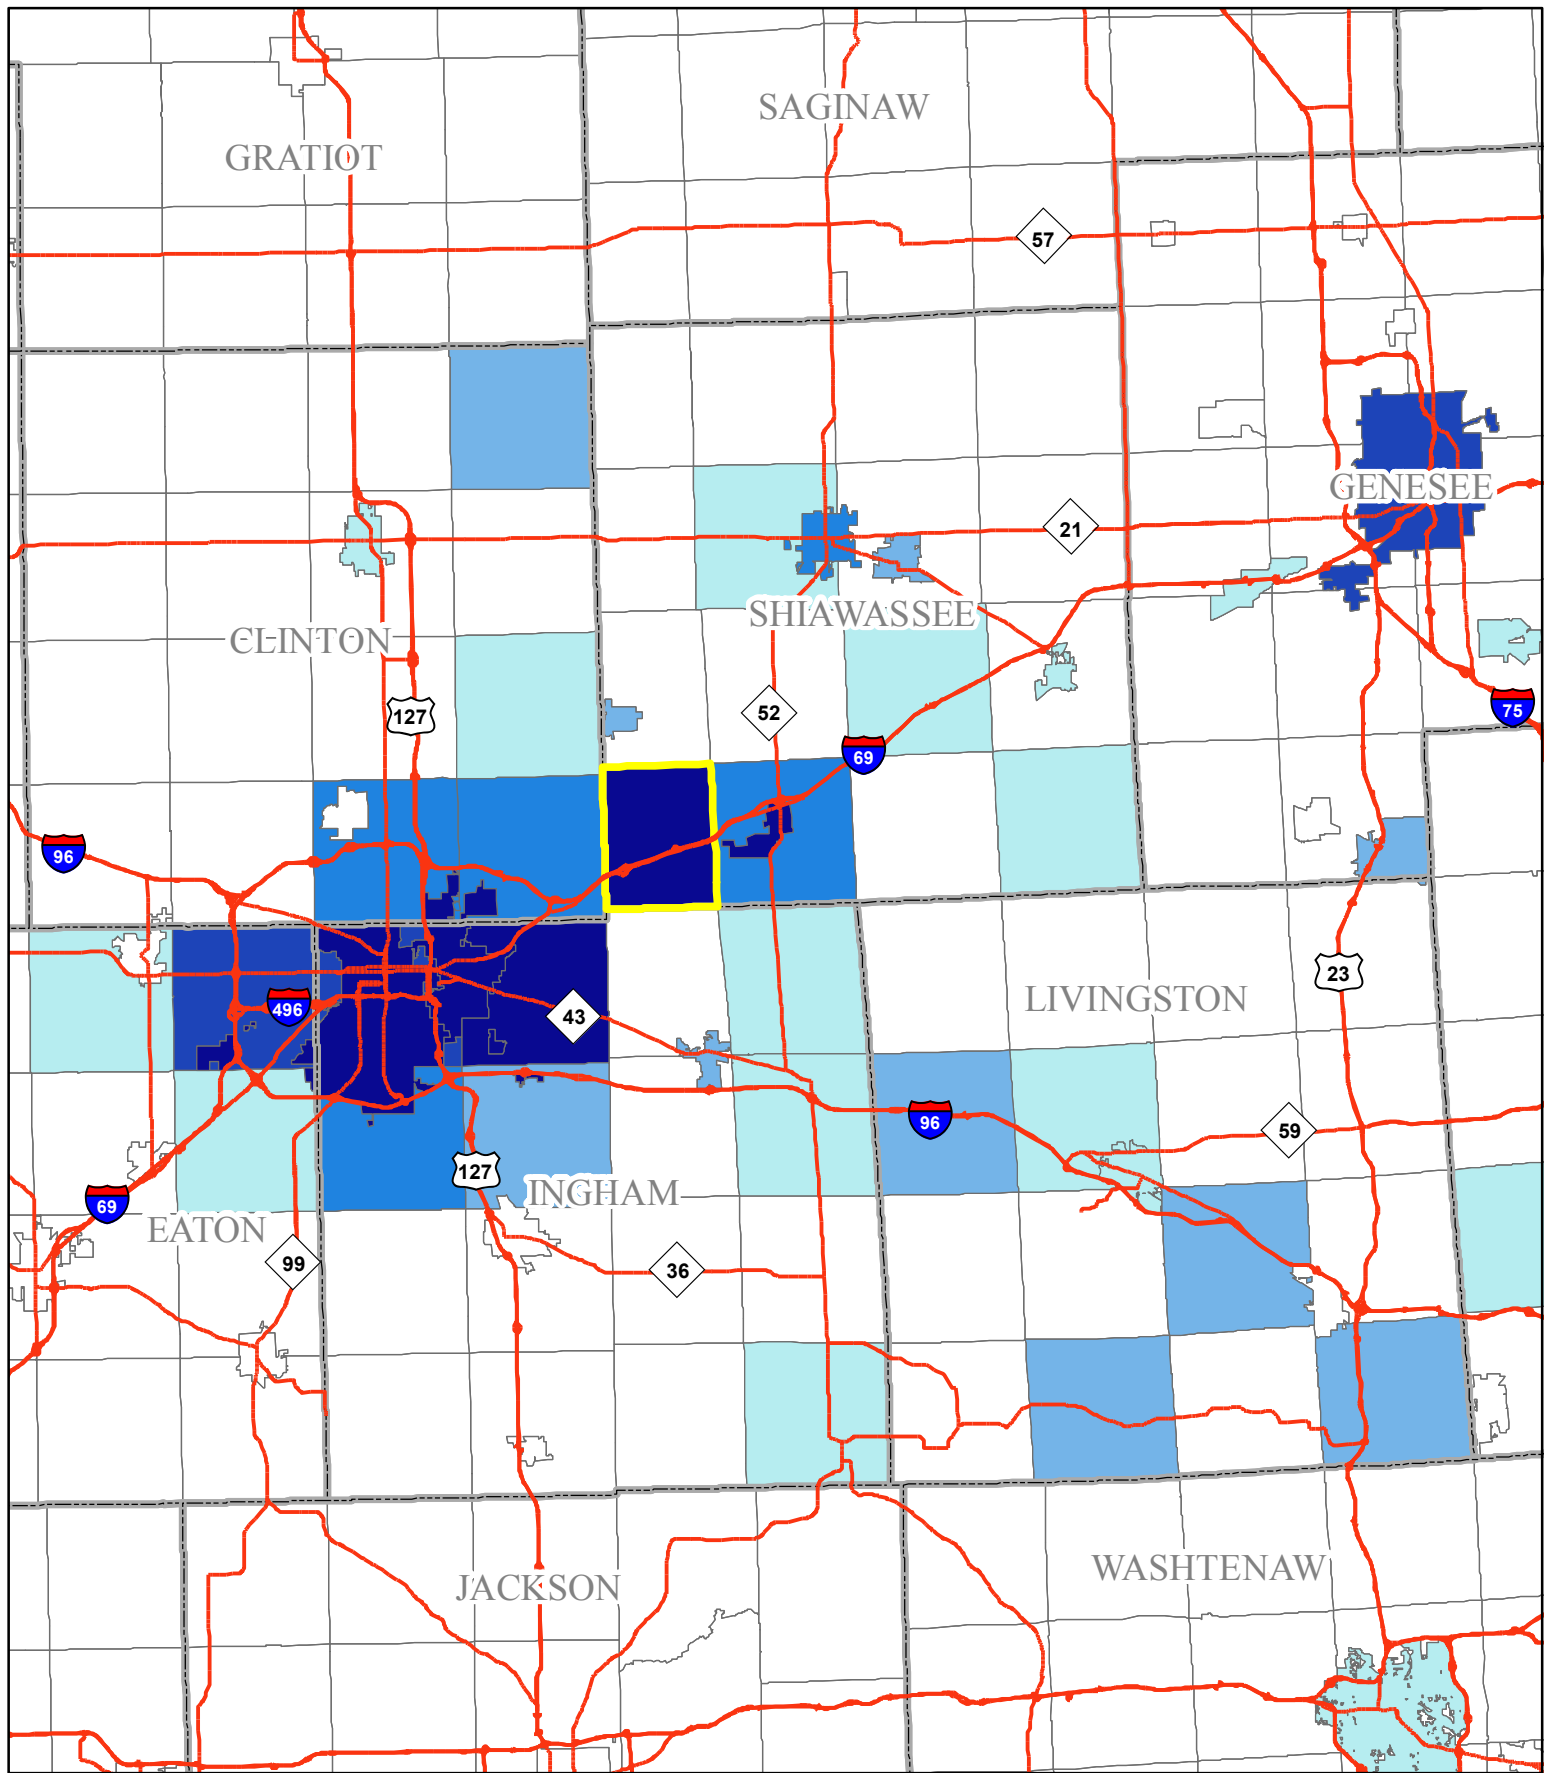 SAGINAW
GRATIOT
57
GENESEE
21
SHIAWASSEE
CLINTON
127
52
75
69
96
23
LIVINGSTON
496
43
96
59
127
INGHAM
69
EATON
99
36
WASHTENAW
JACKSON